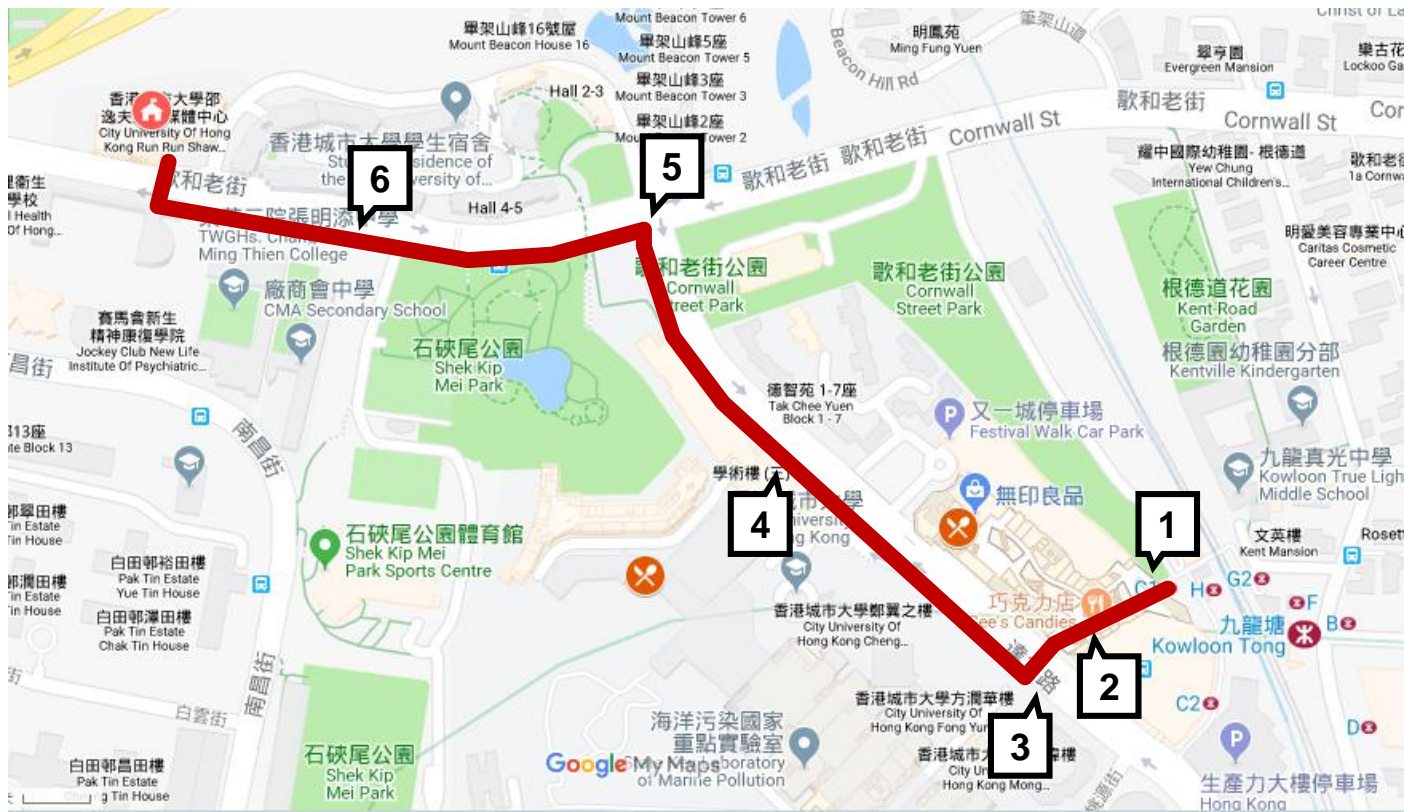 畢架山峰16號屋
Mount Beacon House 16
Mount Beacon Tower 6
畢架山峰5座
Mount Beacon Tower 5
畢架山峰3座
Mount Beacon Tower 3
畢架山峰2座
Tower 2
明鳳苑
Ming Fung Yuen
Beacon Hill Rd
筆架山道
翠亨園
Evergreen Mansion
樂古花
Lockoo Ga
歌和老街
Cornwall St
歌和老街 歌和老街 Cornwall St
大學邵
City University Of Hong
Kong Run Run Shaw...
Hall 2-3
香港城市大學學生宿舍
Hall 4-5
1
2
3
4
5
6
耀中國際幼稚園- 根德道
Yew Chung
International Children's...
歌和老街
1a Cornwa
明愛美容專業中心
Caritas Cosmetic
Career Centre
TWGHs.
Ming Thien College
廠商會中學
CMA Secondary School
賽馬會新生
精神康復學院
Jockey Club New Life
Institute Of Psychiatric...
石硤尾公園
Shek Kip
Mei Park
歌和老街公園
Cornwall
Street Park
歌和老街公園
Cornwall
Street Park
根德道花園
Kent Road
Garden
根德園幼稚園分部
Kentville Kindergarten
德智苑 1-7座
Tak Chee Yuen
Block 1 - 7
又一城停車場
Festival Walk Car Park
無印良品
九龍真光中學
Kowloon True Ligh
Middle School
文英樓
Kent Mansion
Rosett
南昌街
南昌街
白雲街
石硤尾公園體育館
Shek Kip Mei
Park Sports Centre
白田邨裕田樓
Pak Tin Estate
Yue Tin House
白田邨澤田樓
Pak Tin Estate
Chak Tin House
白田邨昌田樓
Pak Tin Estate
石硤尾公園
Shek Kip
Mei Park
香港城市大學鄭翼之樓
City University Of
Hong Kong Cheng...
香港城市大學方潤華樓
City University Of
巧克力店
See's Candies
C1
H
G2
F
B
九龍塘
Kowloon Tong
C2
D
海洋污染國家
重點實驗室
of Marine Pollution
Google My Maps
Hong Kong Mong...
桃源街
生產力大樓停車場
Hong Kong